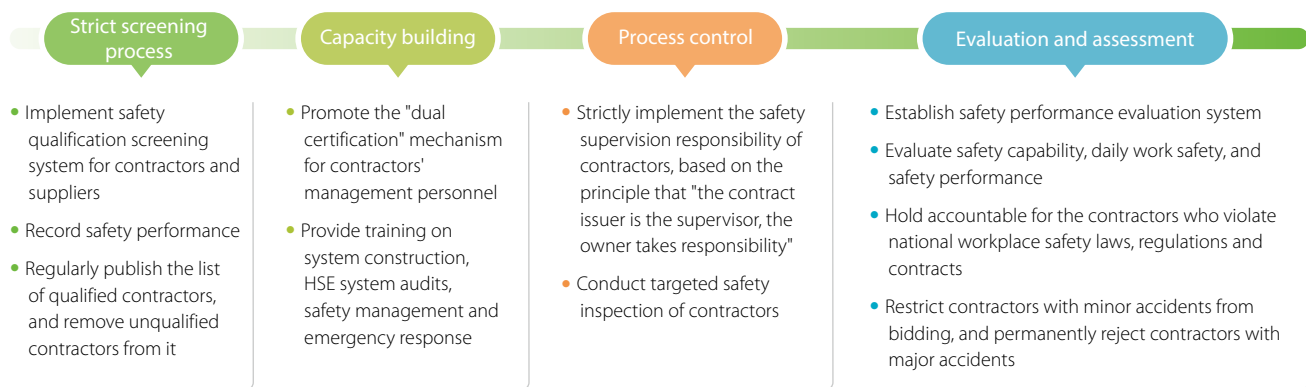 Strict screening
process
• Implement safety
qualification screening
system for contractors and
suppliers
• Record safety performance
• Regularly publish the list
of qualified contractors,
and remove unqualified
contractors from it
Capacity building
• Promote the "dual
certification" mechanism
for contractors'
management personnel
• Provide training on
system construction,
HSE system audits,
safety management and
emergency response
Process control
• Strictly implement the safety
supervision responsibility of
contractors, based on the
principle that "the contract
issuer is the supervisor, the
owner takes responsibility"
• Conduct targeted safety
inspection of contractors
Evaluation and assessment
• Establish safety performance evaluation system
• Evaluate safety capability, daily work safety, and
safety performance
• Hold accountable for the contractors who violate
national workplace safety laws, regulations and
contracts
• Restrict contractors with minor accidents from
bidding, and permanently reject contractors with
major accidents